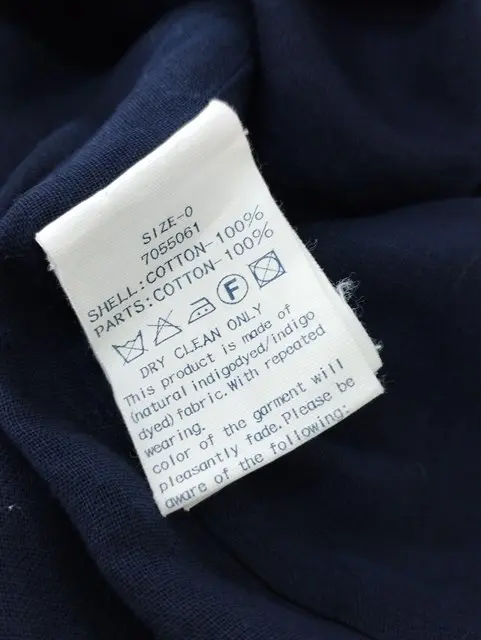 SIZE-0
7055061
SHELL:COTTON-100%
PARTS:COTTON-100%
F
DRY CLEAN ONLY
This product is made of
(natural indigodyed/indigo
dyed) fabric. With repeated
wearing.
color of the garment will
pleasantly fade. Please be
aware of the following: